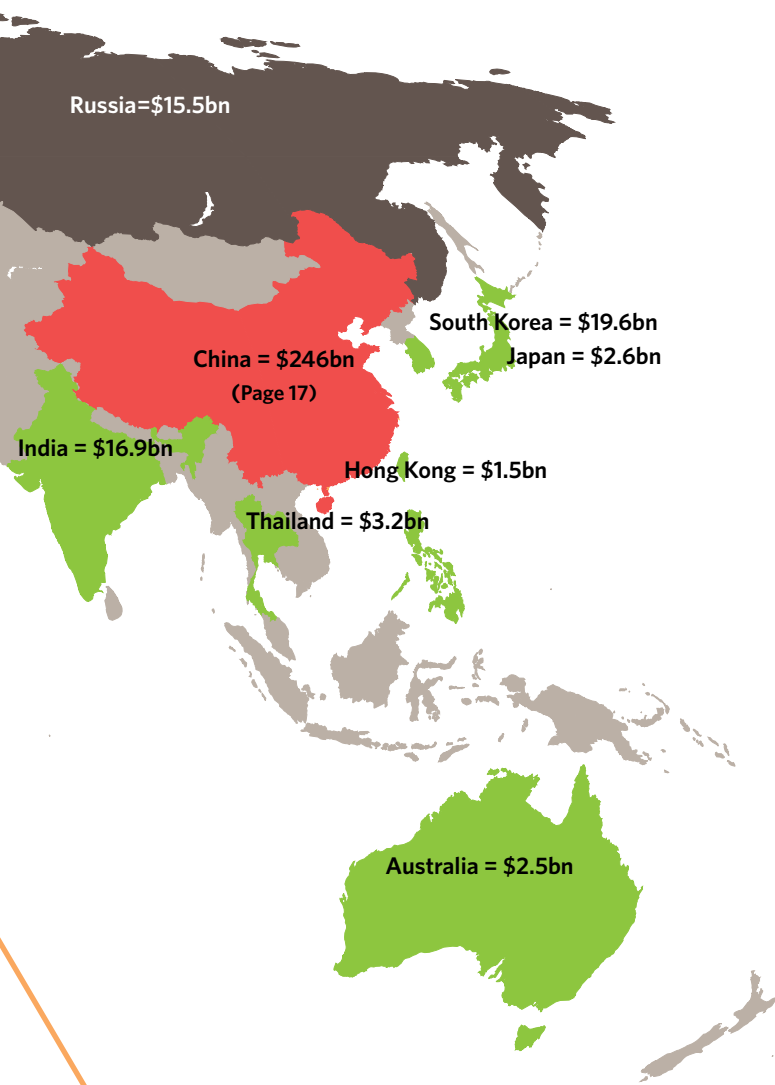 Russia=$15.5bn
South Korea = $19.6bn
Japan = $2.6bn
China = $246bn
(Page 17)
India = $16.9bn
Hong Kong = $1.5bn
Thailand = $3.2bn
Australia = $2.5bn